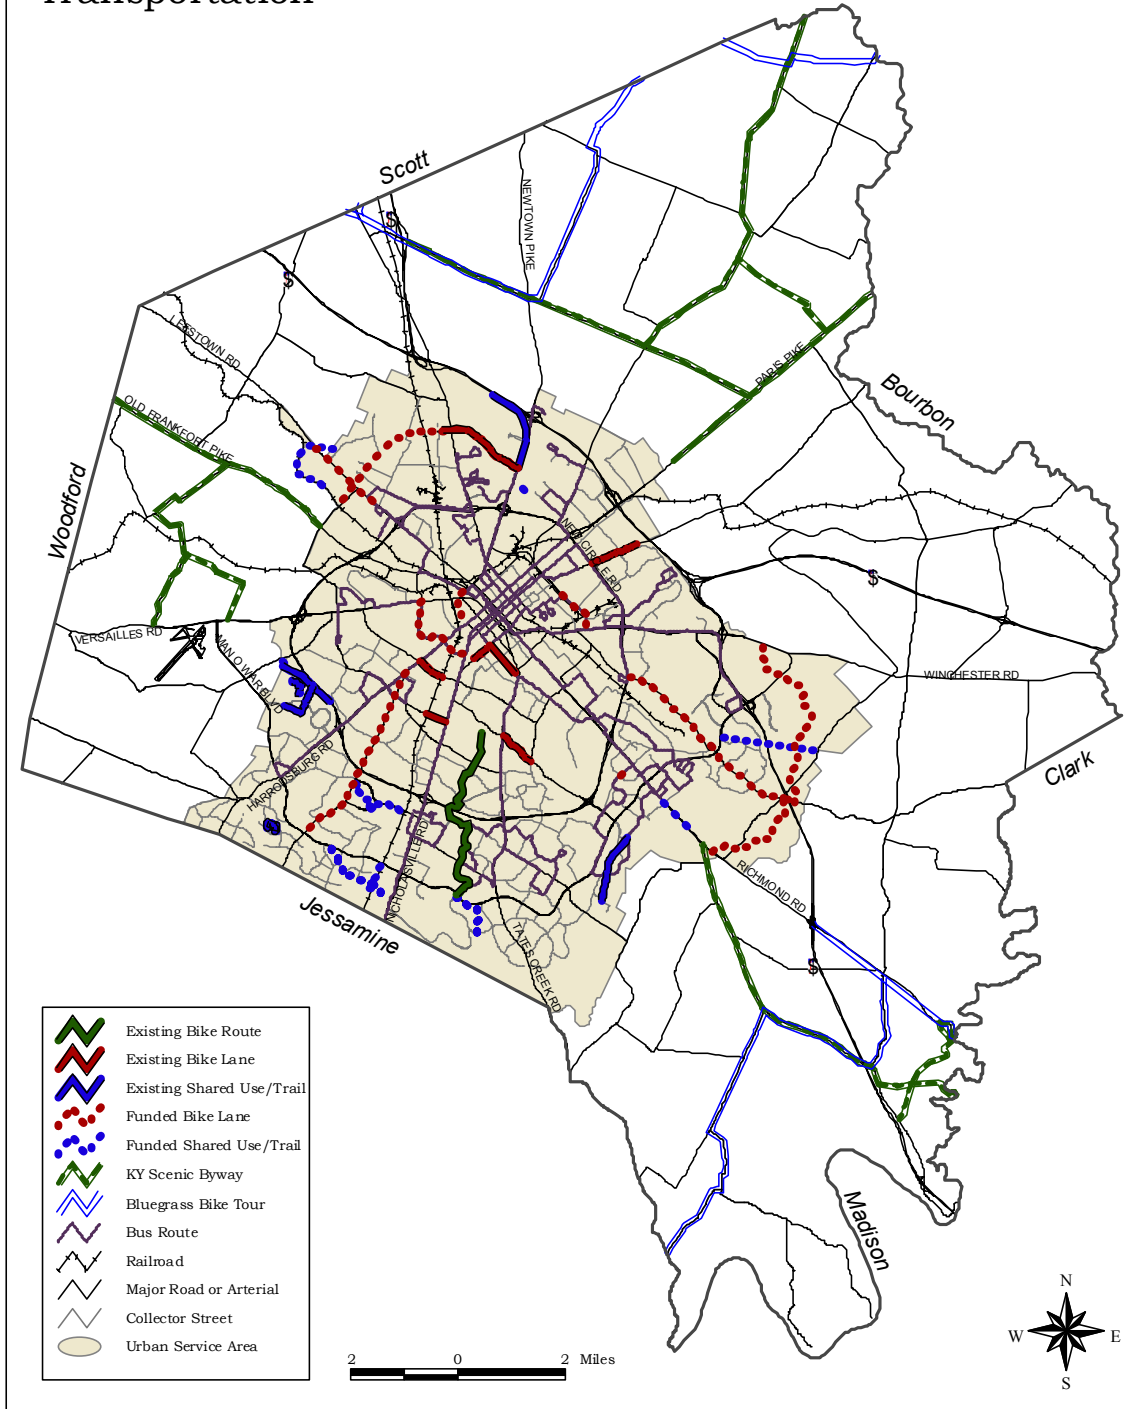 Transportation
Scott
NEWTOWN PIKE
$
$
LEESTOWN RD
PARIS PIKE
Bourbon
OLD FRANKFORT PIKE
Woodford
NEW CIRCLE RD
$
VERSAILLES RD
MAN O WAR BLVD
WINCHESTER RD
HARRODSBURG RD
Clark
NICHOLASVILLE RD
RICHMOND RD
Jessamine
TATES CREEK RD
$
Madison
Existing Bike Route
Existing Bike Lane
Existing Shared Use/Trail
Funded Bike Lane
Funded Shared Use/Trail
KY Scenic Byway
Bluegrass Bike Tour
Bus Route
Railroad
Major Road or Arterial
Collector Street
Urban Service Area
2 0 2 Miles
N
W E
S